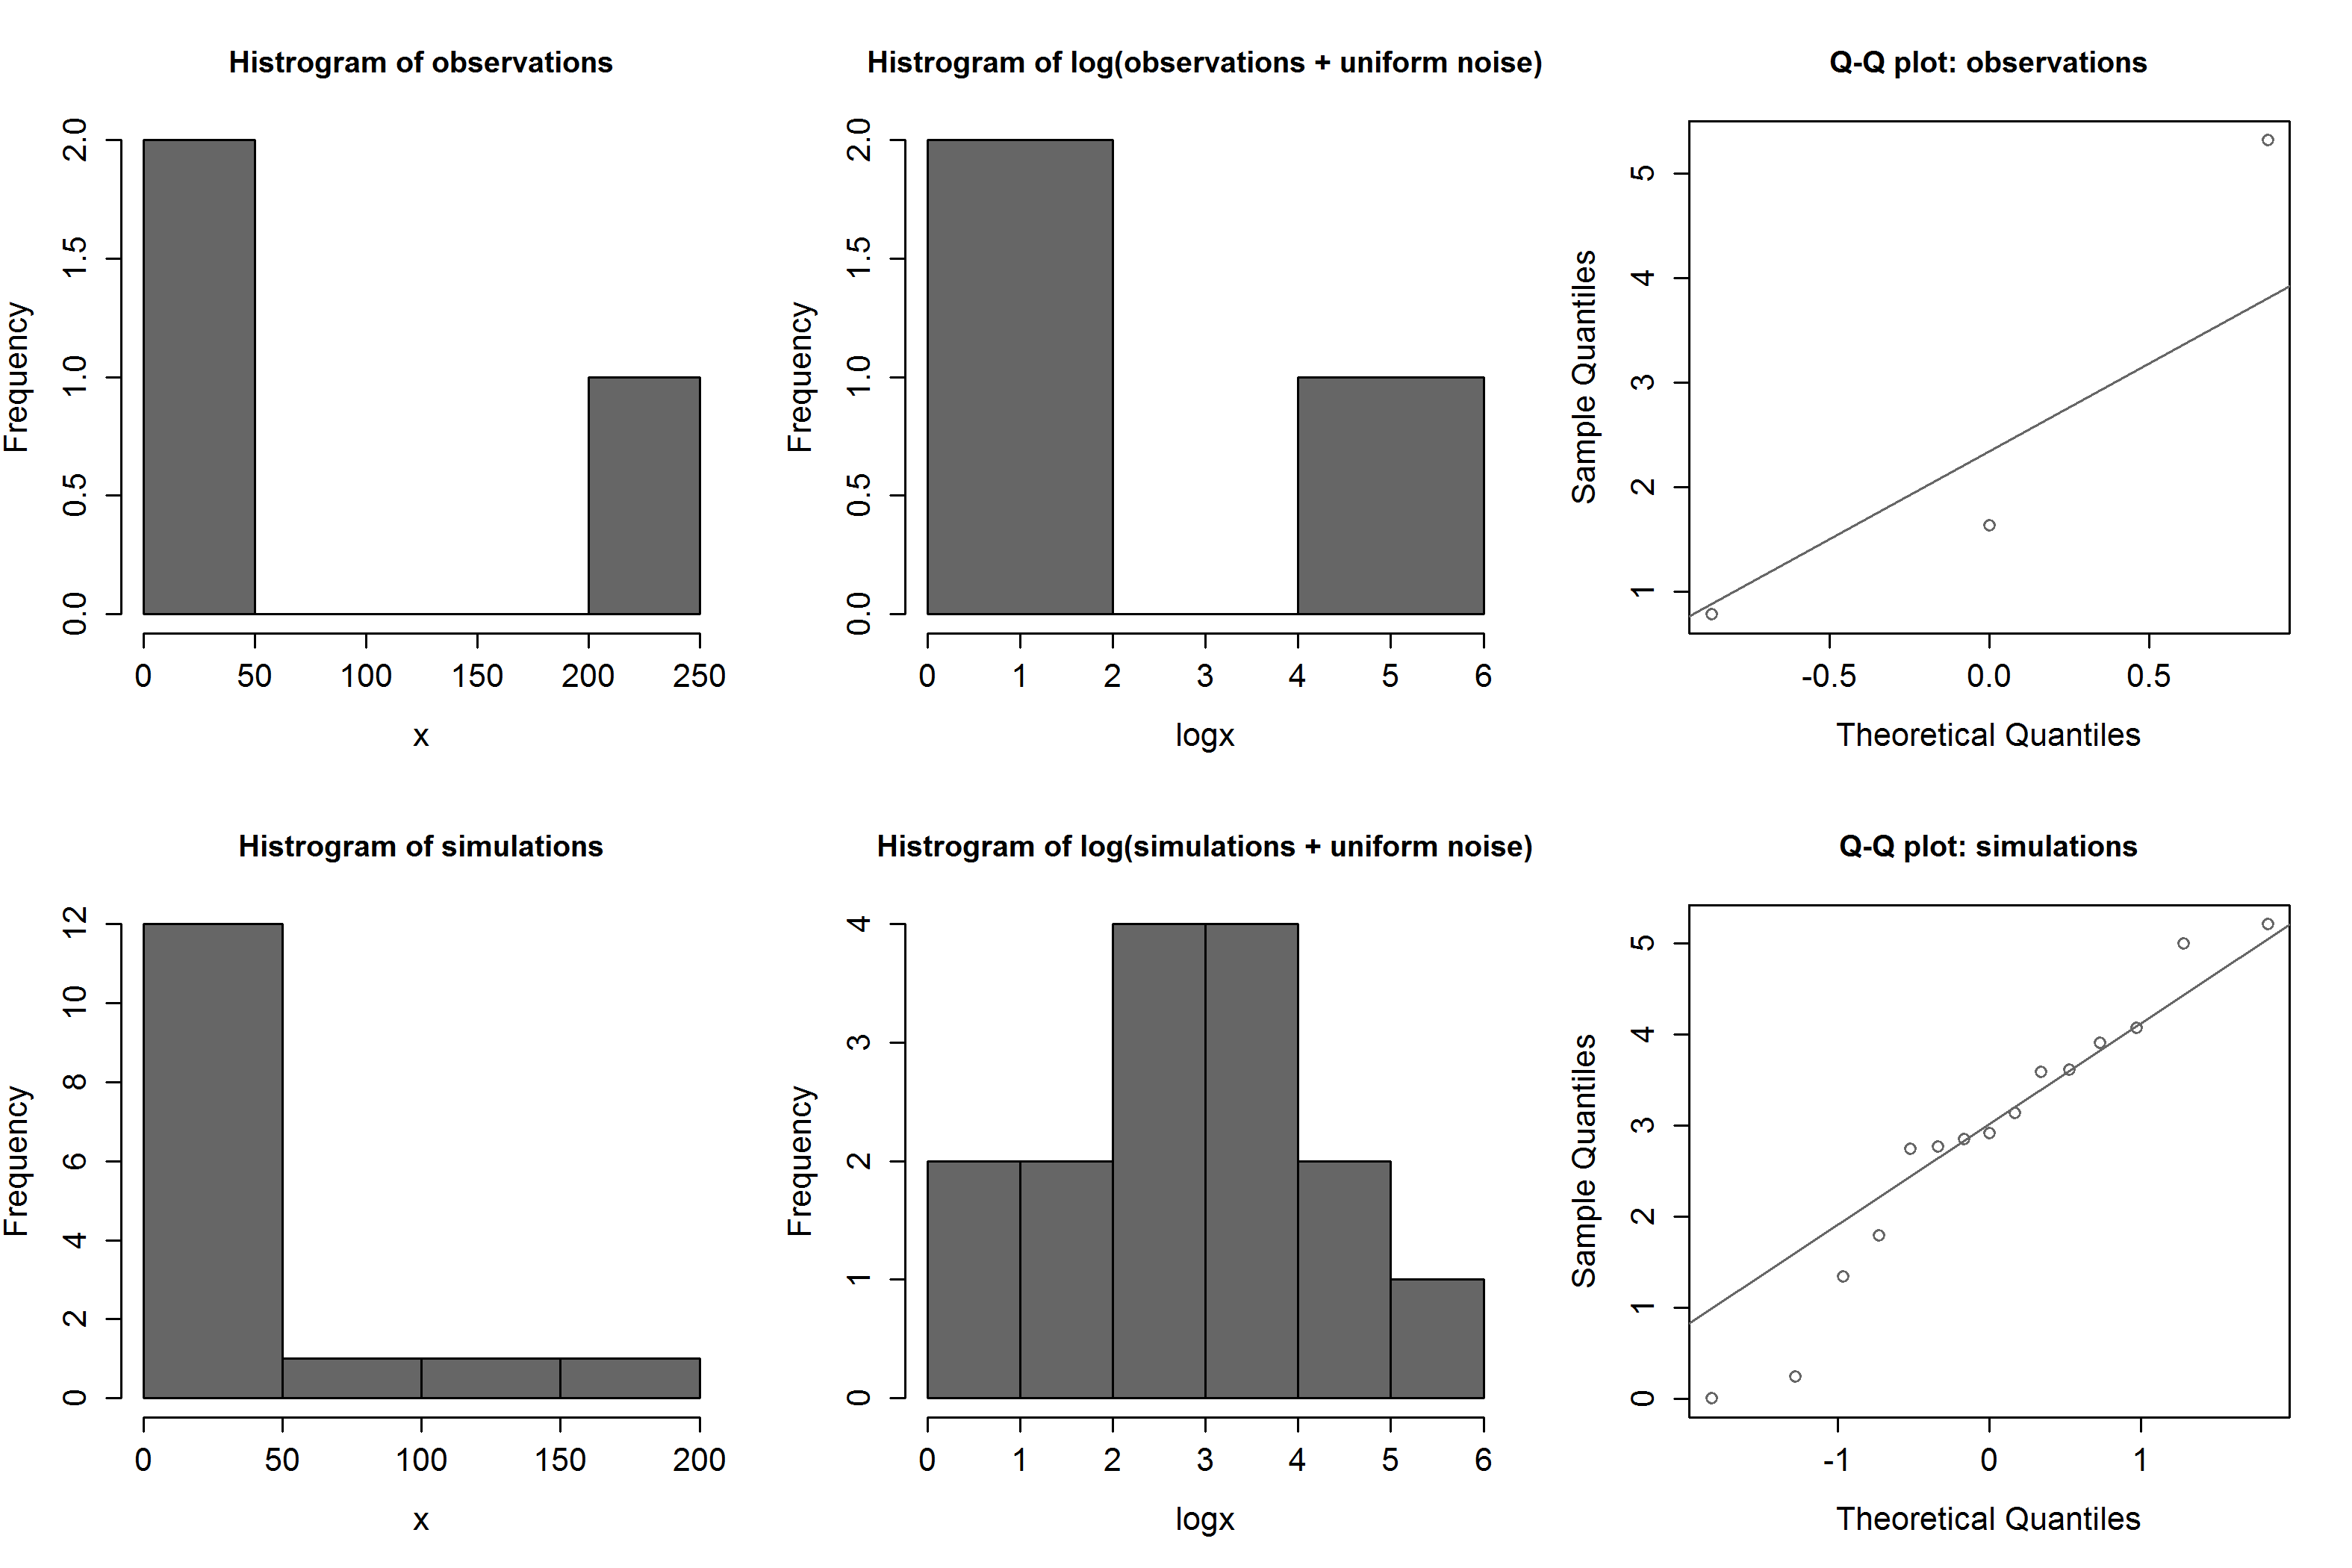 Histrogram of observations
Frequency
0.0 0.5 1.0 1.5 2.0
0 50 100 150 200 250
x
Histrogram of log(observations + uniform noise)
Frequency
0.0 0.5 1.0 1.5 2.0
0 1 2 3 4 5 6
logx
Q-Q plot: observations
Sample Quantiles
1 2 3 4 5
-0.5 0.0 0.5
Theoretical Quantiles
Histrogram of simulations
Frequency
0 2 4 6 8 10 12
0 50 100 150 200
x
Histrogram of log(simulations + uniform noise)
Frequency
0 1 2 3 4
0 1 2 3 4 5 6
logx
Q-Q plot: simulations
Sample Quantiles
0 1 2 3 4 5
-1 0 1
Theoretical Quantiles